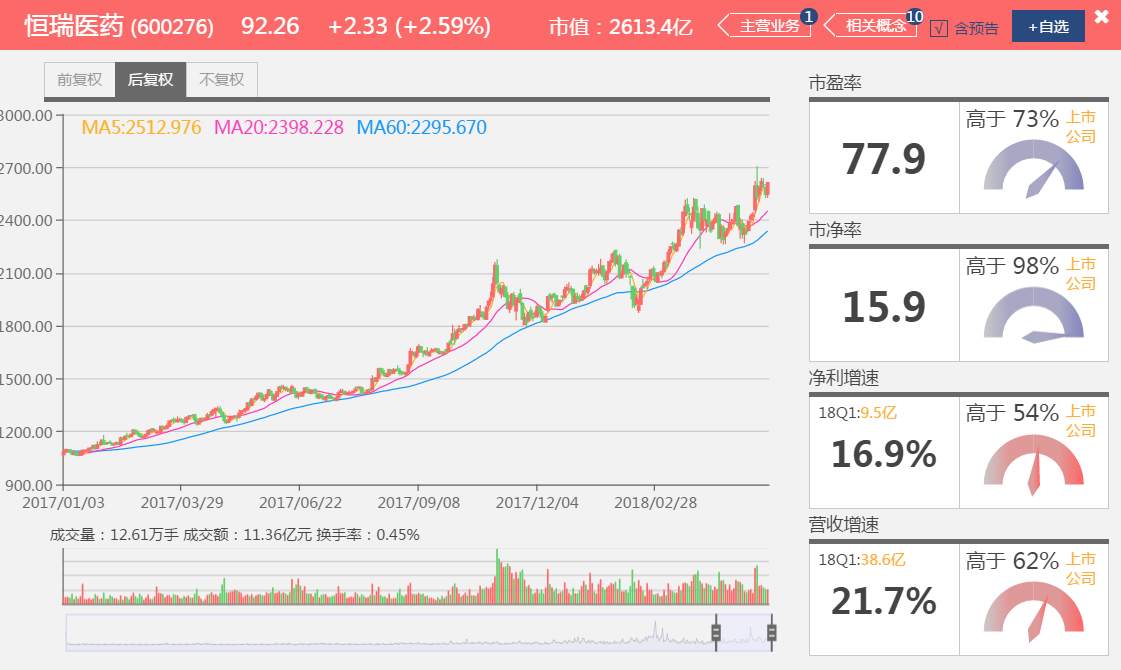 恒瑞医药 (600276) 92.26 +2.33 (+2.59%) 市值：2613.4亿 主营业务 1 相关概念 10 √ 含预告 +自选 ✖
前复权 后复权 不复权
MA5:2512.976 MA20:2398.228 MA60:2295.670
3000.00
2700.00
2400.00
2100.00
1800.00
1500.00
1200.00
900.00
2017/01/03 2017/03/29 2017/06/22 2017/09/08 2017/12/04 2018/02/28
成交量：12.61万手 成交额：11.36亿元 换手率：0.45%
市盈率
77.9
高于 73% 上市
公司
市净率
15.9
高于 98% 上市
公司
净利增速
18Q1:9.5亿
16.9%
高于 54% 上市
公司
营收增速
18Q1:38.6亿
21.7%
高于 62% 上市
公司